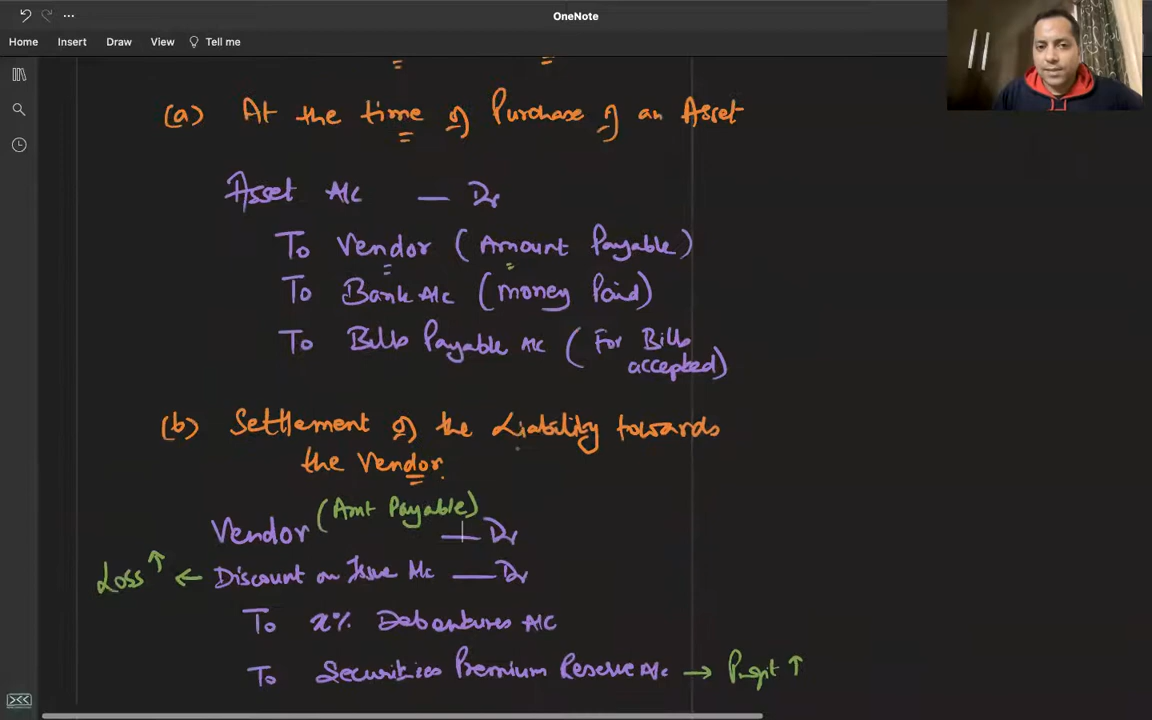 OneNote
Home Insert Draw View Tell me
(a) At the time of Purchase of an Asset
Asset A/c — Dr
To Vendor (Amount Payable)
To Bank A/c (money Paid)
To Bills Payable A/c (For Bills
accepted)
(b) Settlement of the Liability towards
the Vendor.
Vendor (Amt Payable) — Dr
Loss ↑ ← Discount on Issue A/c — Dr
To x% Debentures A/c
To Securities Premium Reserve A/c → Profit ↑